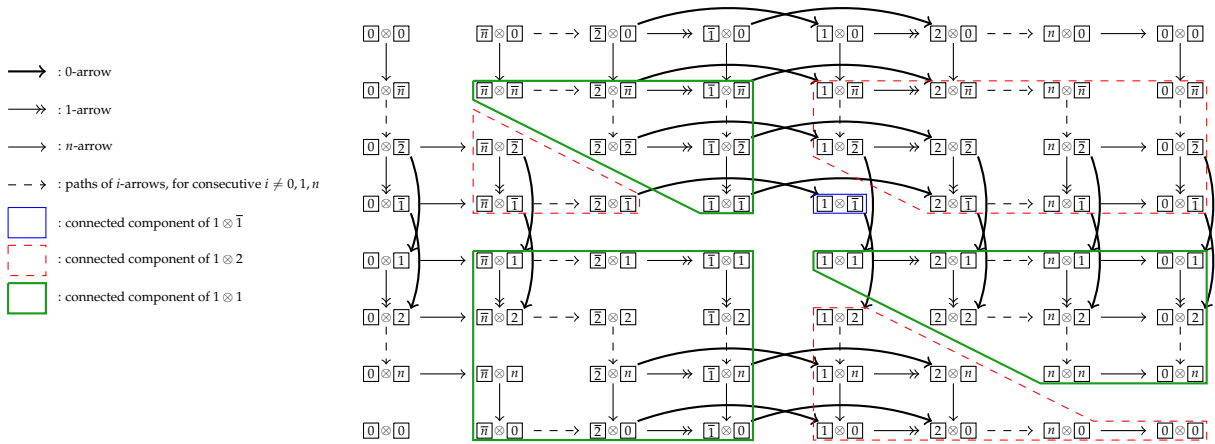 : 0-arrow
: 1-arrow
: n-arrow
: paths of i-arrows, for consecutive i ≠ 0, 1, n
: connected component of 1 ⊗ 1̅
: connected component of 1 ⊗ 2
: connected component of 1 ⊗ 1
0⊗0 n̅⊗0 2̅⊗0 1̅⊗0 1⊗0 2⊗0 n⊗0 0⊗0
0⊗n̅ n̅⊗n̅ 2̅⊗n̅ 1̅⊗n̅ 1⊗n̅ 2⊗n̅ n⊗n̅ 0⊗n̅
0⊗2̅ n̅⊗2̅ 2̅⊗2̅ 1̅⊗2̅ 1⊗2̅ 2⊗2̅ n⊗2̅ 0⊗2̅
0⊗1̅ n̅⊗1̅ 2̅⊗1̅ 1̅⊗1̅ 1⊗1̅ 2⊗1̅ n⊗1̅ 0⊗1̅
0⊗1 n̅⊗1 2̅⊗1 1̅⊗1 1⊗1 2⊗1 n⊗1 0⊗1
0⊗2 n̅⊗2 2̅⊗2 1̅⊗2 1⊗2 2⊗2 n⊗2 0⊗2
0⊗n n̅⊗n 2̅⊗n 1̅⊗n 1⊗n 2⊗n n⊗n 0⊗n
0⊗0 n̅⊗0 2̅⊗0 1̅⊗0 1⊗0 2⊗0 n⊗0 0⊗0